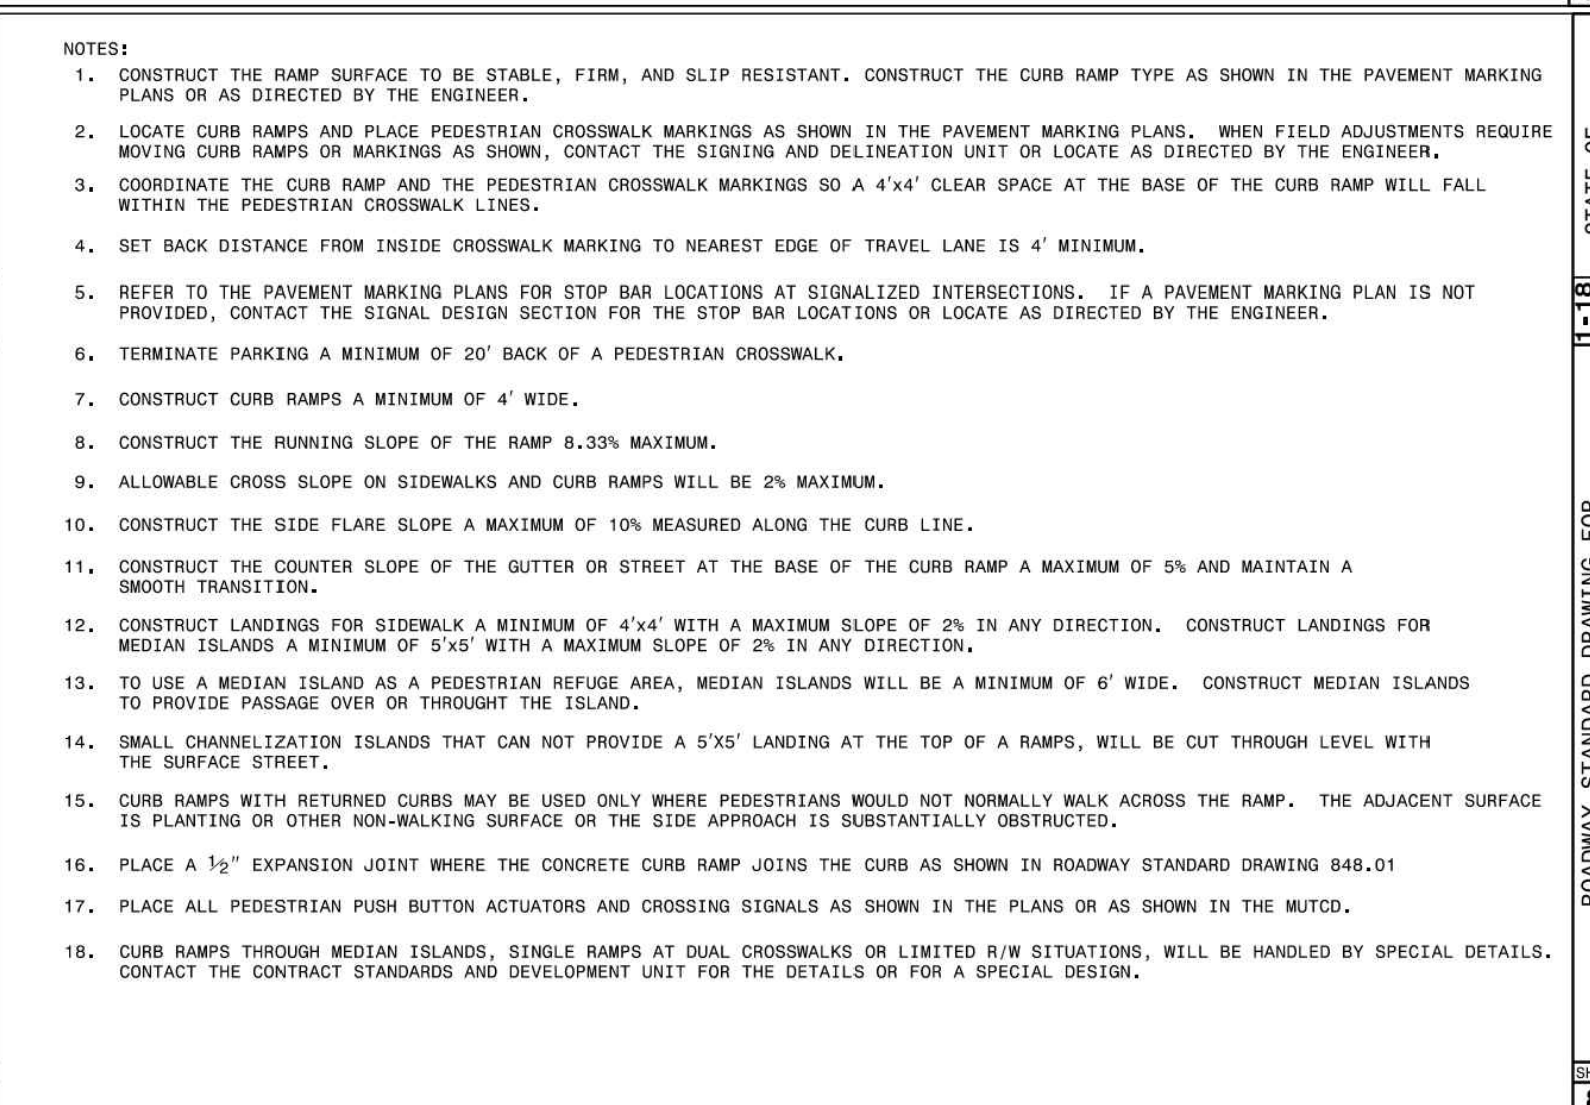 NOTES:
1. CONSTRUCT THE RAMP SURFACE TO BE STABLE, FIRM, AND SLIP RESISTANT. CONSTRUCT THE CURB RAMP TYPE AS SHOWN IN THE PAVEMENT MARKING
PLANS OR AS DIRECTED BY THE ENGINEER.
2. LOCATE CURB RAMPS AND PLACE PEDESTRIAN CROSSWALK MARKINGS AS SHOWN IN THE PAVEMENT MARKING PLANS. WHEN FIELD ADJUSTMENTS REQUIRE
MOVING CURB RAMPS OR MARKINGS AS SHOWN, CONTACT THE SIGNING AND DELINEATION UNIT OR LOCATE AS DIRECTED BY THE ENGINEER.
3. COORDINATE THE CURB RAMP AND THE PEDESTRIAN CROSSWALK MARKINGS SO A 4'x4' CLEAR SPACE AT THE BASE OF THE CURB RAMP WILL FALL
WITHIN THE PEDESTRIAN CROSSWALK LINES.
4. SET BACK DISTANCE FROM INSIDE CROSSWALK MARKING TO NEAREST EDGE OF TRAVEL LANE IS 4' MINIMUM.
5. REFER TO THE PAVEMENT MARKING PLANS FOR STOP BAR LOCATIONS AT SIGNALIZED INTERSECTIONS. IF A PAVEMENT MARKING PLAN IS NOT
PROVIDED, CONTACT THE SIGNAL DESIGN SECTION FOR THE STOP BAR LOCATIONS OR LOCATE AS DIRECTED BY THE ENGINEER.
6. TERMINATE PARKING A MINIMUM OF 20' BACK OF A PEDESTRIAN CROSSWALK.
7. CONSTRUCT CURB RAMPS A MINIMUM OF 4' WIDE.
8. CONSTRUCT THE RUNNING SLOPE OF THE RAMP 8.33% MAXIMUM.
9. ALLOWABLE CROSS SLOPE ON SIDEWALKS AND CURB RAMPS WILL BE 2% MAXIMUM.
10. CONSTRUCT THE SIDE FLARE SLOPE A MAXIMUM OF 10% MEASURED ALONG THE CURB LINE.
11. CONSTRUCT THE COUNTER SLOPE OF THE GUTTER OR STREET AT THE BASE OF THE CURB RAMP A MAXIMUM OF 5% AND MAINTAIN A
SMOOTH TRANSITION.
12. CONSTRUCT LANDINGS FOR SIDEWALK A MINIMUM OF 4'x4' WITH A MAXIMUM SLOPE OF 2% IN ANY DIRECTION. CONSTRUCT LANDINGS FOR
MEDIAN ISLANDS A MINIMUM OF 5'x5' WITH A MAXIMUM SLOPE OF 2% IN ANY DIRECTION.
13. TO USE A MEDIAN ISLAND AS A PEDESTRIAN REFUGE AREA, MEDIAN ISLANDS WILL BE A MINIMUM OF 6' WIDE. CONSTRUCT MEDIAN ISLANDS
TO PROVIDE PASSAGE OVER OR THROUGHT THE ISLAND.
14. SMALL CHANNELIZATION ISLANDS THAT CAN NOT PROVIDE A 5'X5' LANDING AT THE TOP OF A RAMPS, WILL BE CUT THROUGH LEVEL WITH
THE SURFACE STREET.
15. CURB RAMPS WITH RETURNED CURBS MAY BE USED ONLY WHERE PEDESTRIANS WOULD NOT NORMALLY WALK ACROSS THE RAMP. THE ADJACENT SURFACE
IS PLANTING OR OTHER NON-WALKING SURFACE OR THE SIDE APPROACH IS SUBSTANTIALLY OBSTRUCTED.
16. PLACE A ½" EXPANSION JOINT WHERE THE CONCRETE CURB RAMP JOINS THE CURB AS SHOWN IN ROADWAY STANDARD DRAWING 848.01
17. PLACE ALL PEDESTRIAN PUSH BUTTON ACTUATORS AND CROSSING SIGNALS AS SHOWN IN THE PLANS OR AS SHOWN IN THE MUTCD.
18. CURB RAMPS THROUGH MEDIAN ISLANDS, SINGLE RAMPS AT DUAL CROSSWALKS OR LIMITED R/W SITUATIONS, WILL BE HANDLED BY SPECIAL DETAILS.
CONTACT THE CONTRACT STANDARDS AND DEVELOPMENT UNIT FOR THE DETAILS OR FOR A SPECIAL DESIGN.
STATE OF
1-18
ROADWAY STANDARD DRAWING FOR
SH